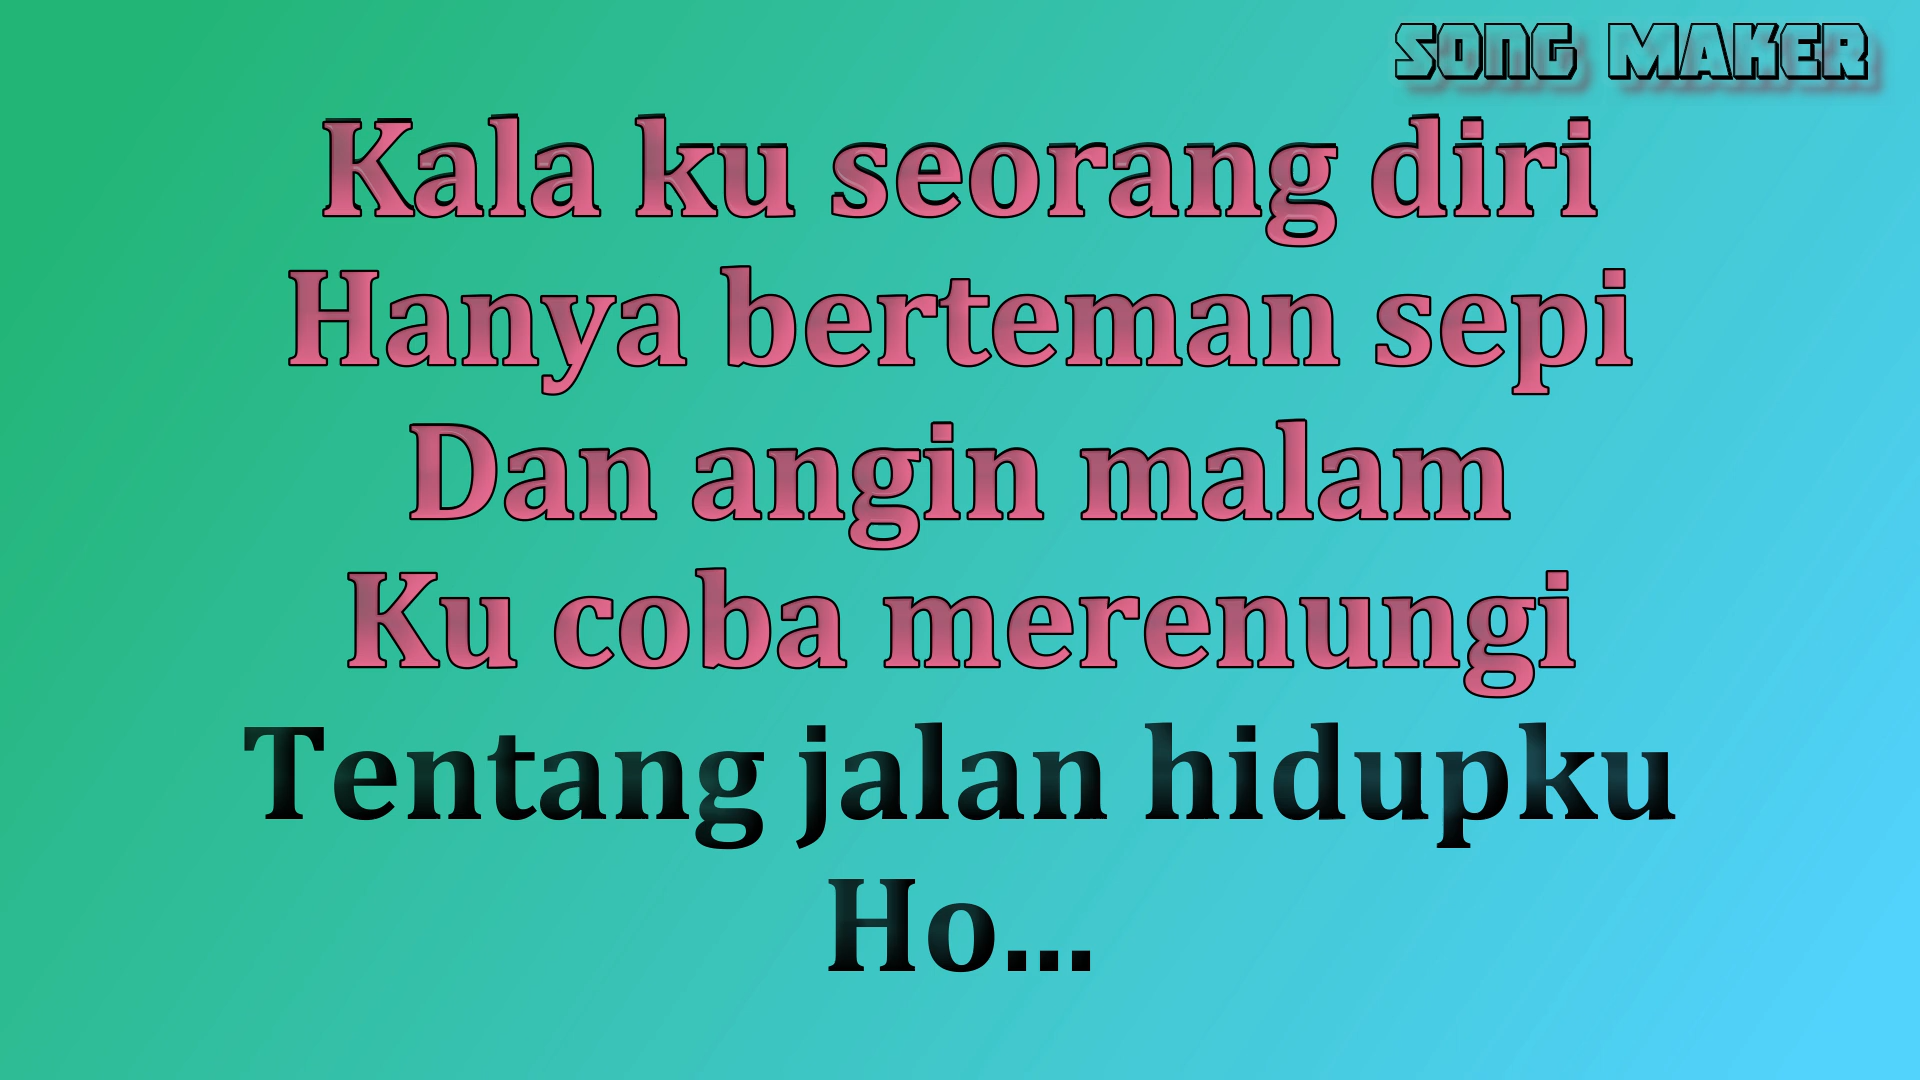 SONG MAKER
Kala ku seorang diri
Hanya berteman sepi
Dan angin malam
Ku coba merenungi
Tentang jalan hidupku
Ho...